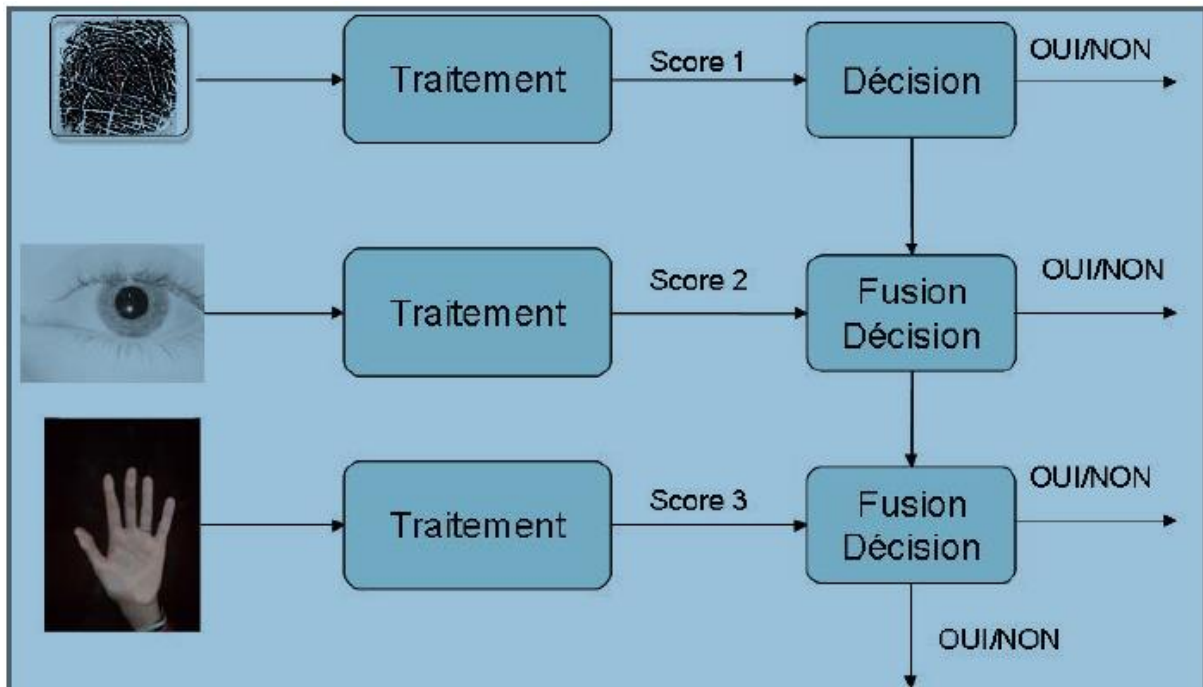 Traitement
Score 1
Décision
OUI/NON
Traitement
Score 2
Fusion
Décision
OUI/NON
Traitement
Score 3
Fusion
Décision
OUI/NON
OUI/NON